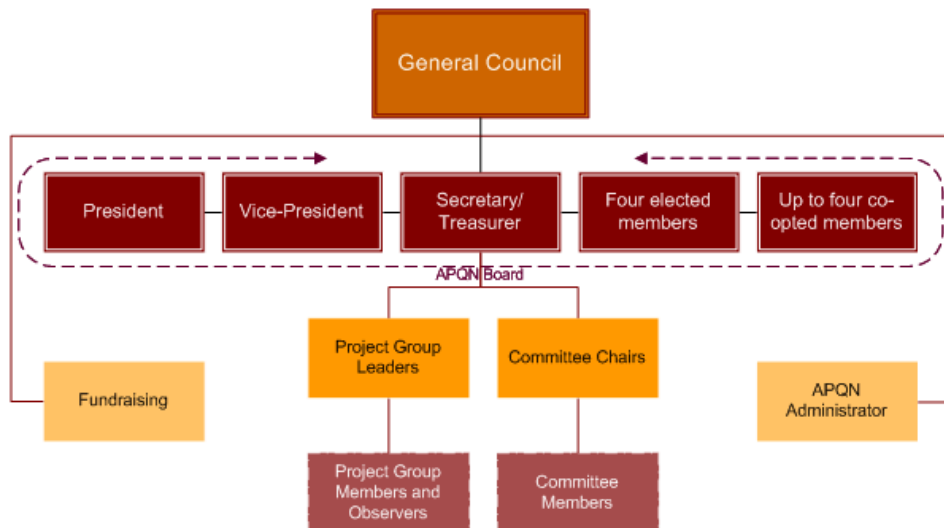 General Council
President
Vice-President
Secretary/
Treasurer
Four elected
members
Up to four co-
opted members
APQN Board
Project Group
Leaders
Committee Chairs
Fundraising
APQN
Administrator
Project Group
Members and
Observers
Committee
Members